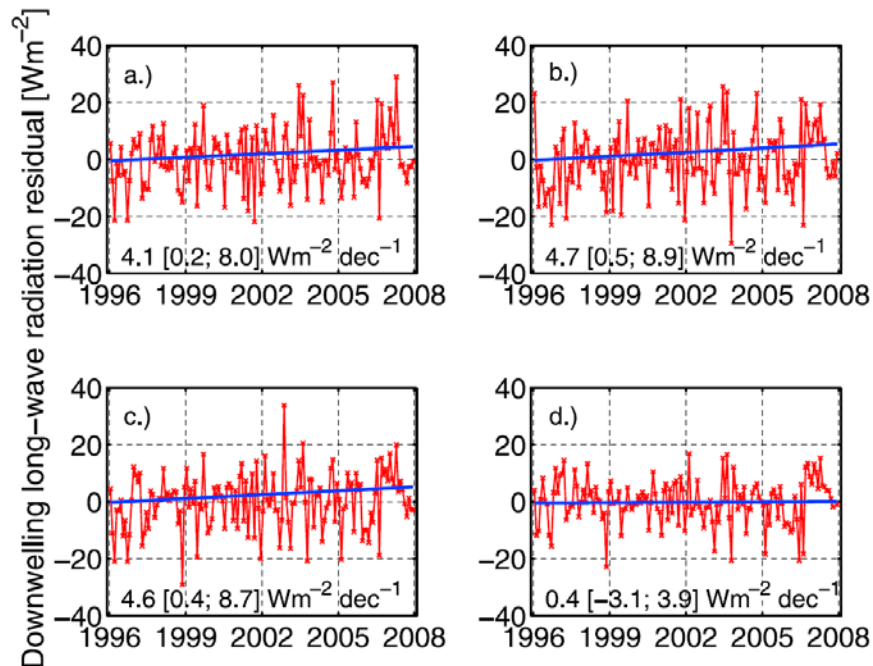 Downwelling long−wave radiation residual [Wm−2]
40
20
0
−20
−40
a.)
4.1 [0.2; 8.0] Wm−2 dec−1
1996 1999 2002 2005 2008
b.)
40
20
0
−20
−40
4.7 [0.5; 8.9] Wm−2 dec−1
1996 1999 2002 2005 2008
40
20
0
−20
−40
c.)
4.6 [0.4; 8.7] Wm−2 dec−1
1996 1999 2002 2005 2008
40
20
0
−20
−40
d.)
0.4 [−3.1; 3.9] Wm−2 dec−1
1996 1999 2002 2005 2008